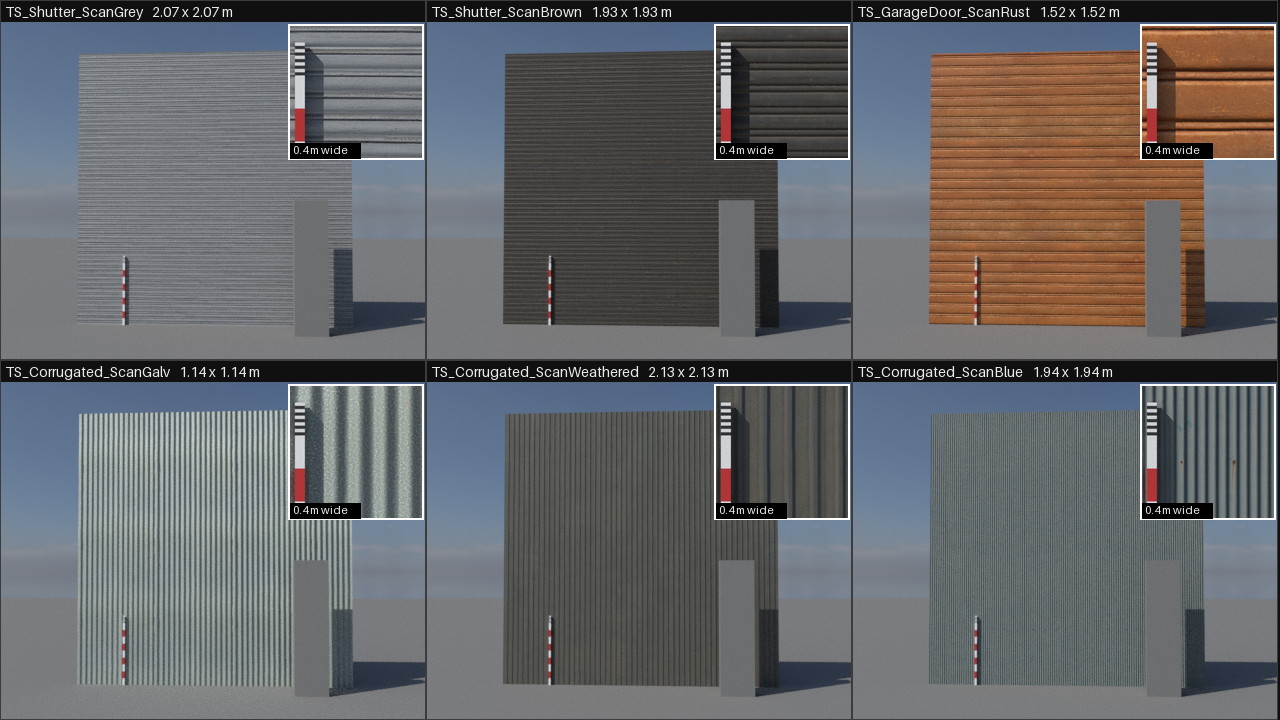 TS_Shutter_ScanGrey 2.07 x 2.07 m
0.4m wide
TS_Shutter_ScanBrown 1.93 x 1.93 m
0.4m wide
TS_GarageDoor_ScanRust 1.52 x 1.52 m
0.4m wide
TS_Corrugated_ScanGalv 1.14 x 1.14 m
0.4m wide
TS_Corrugated_ScanWeathered 2.13 x 2.13 m
0.4m wide
TS_Corrugated_ScanBlue 1.94 x 1.94 m
0.4m wide